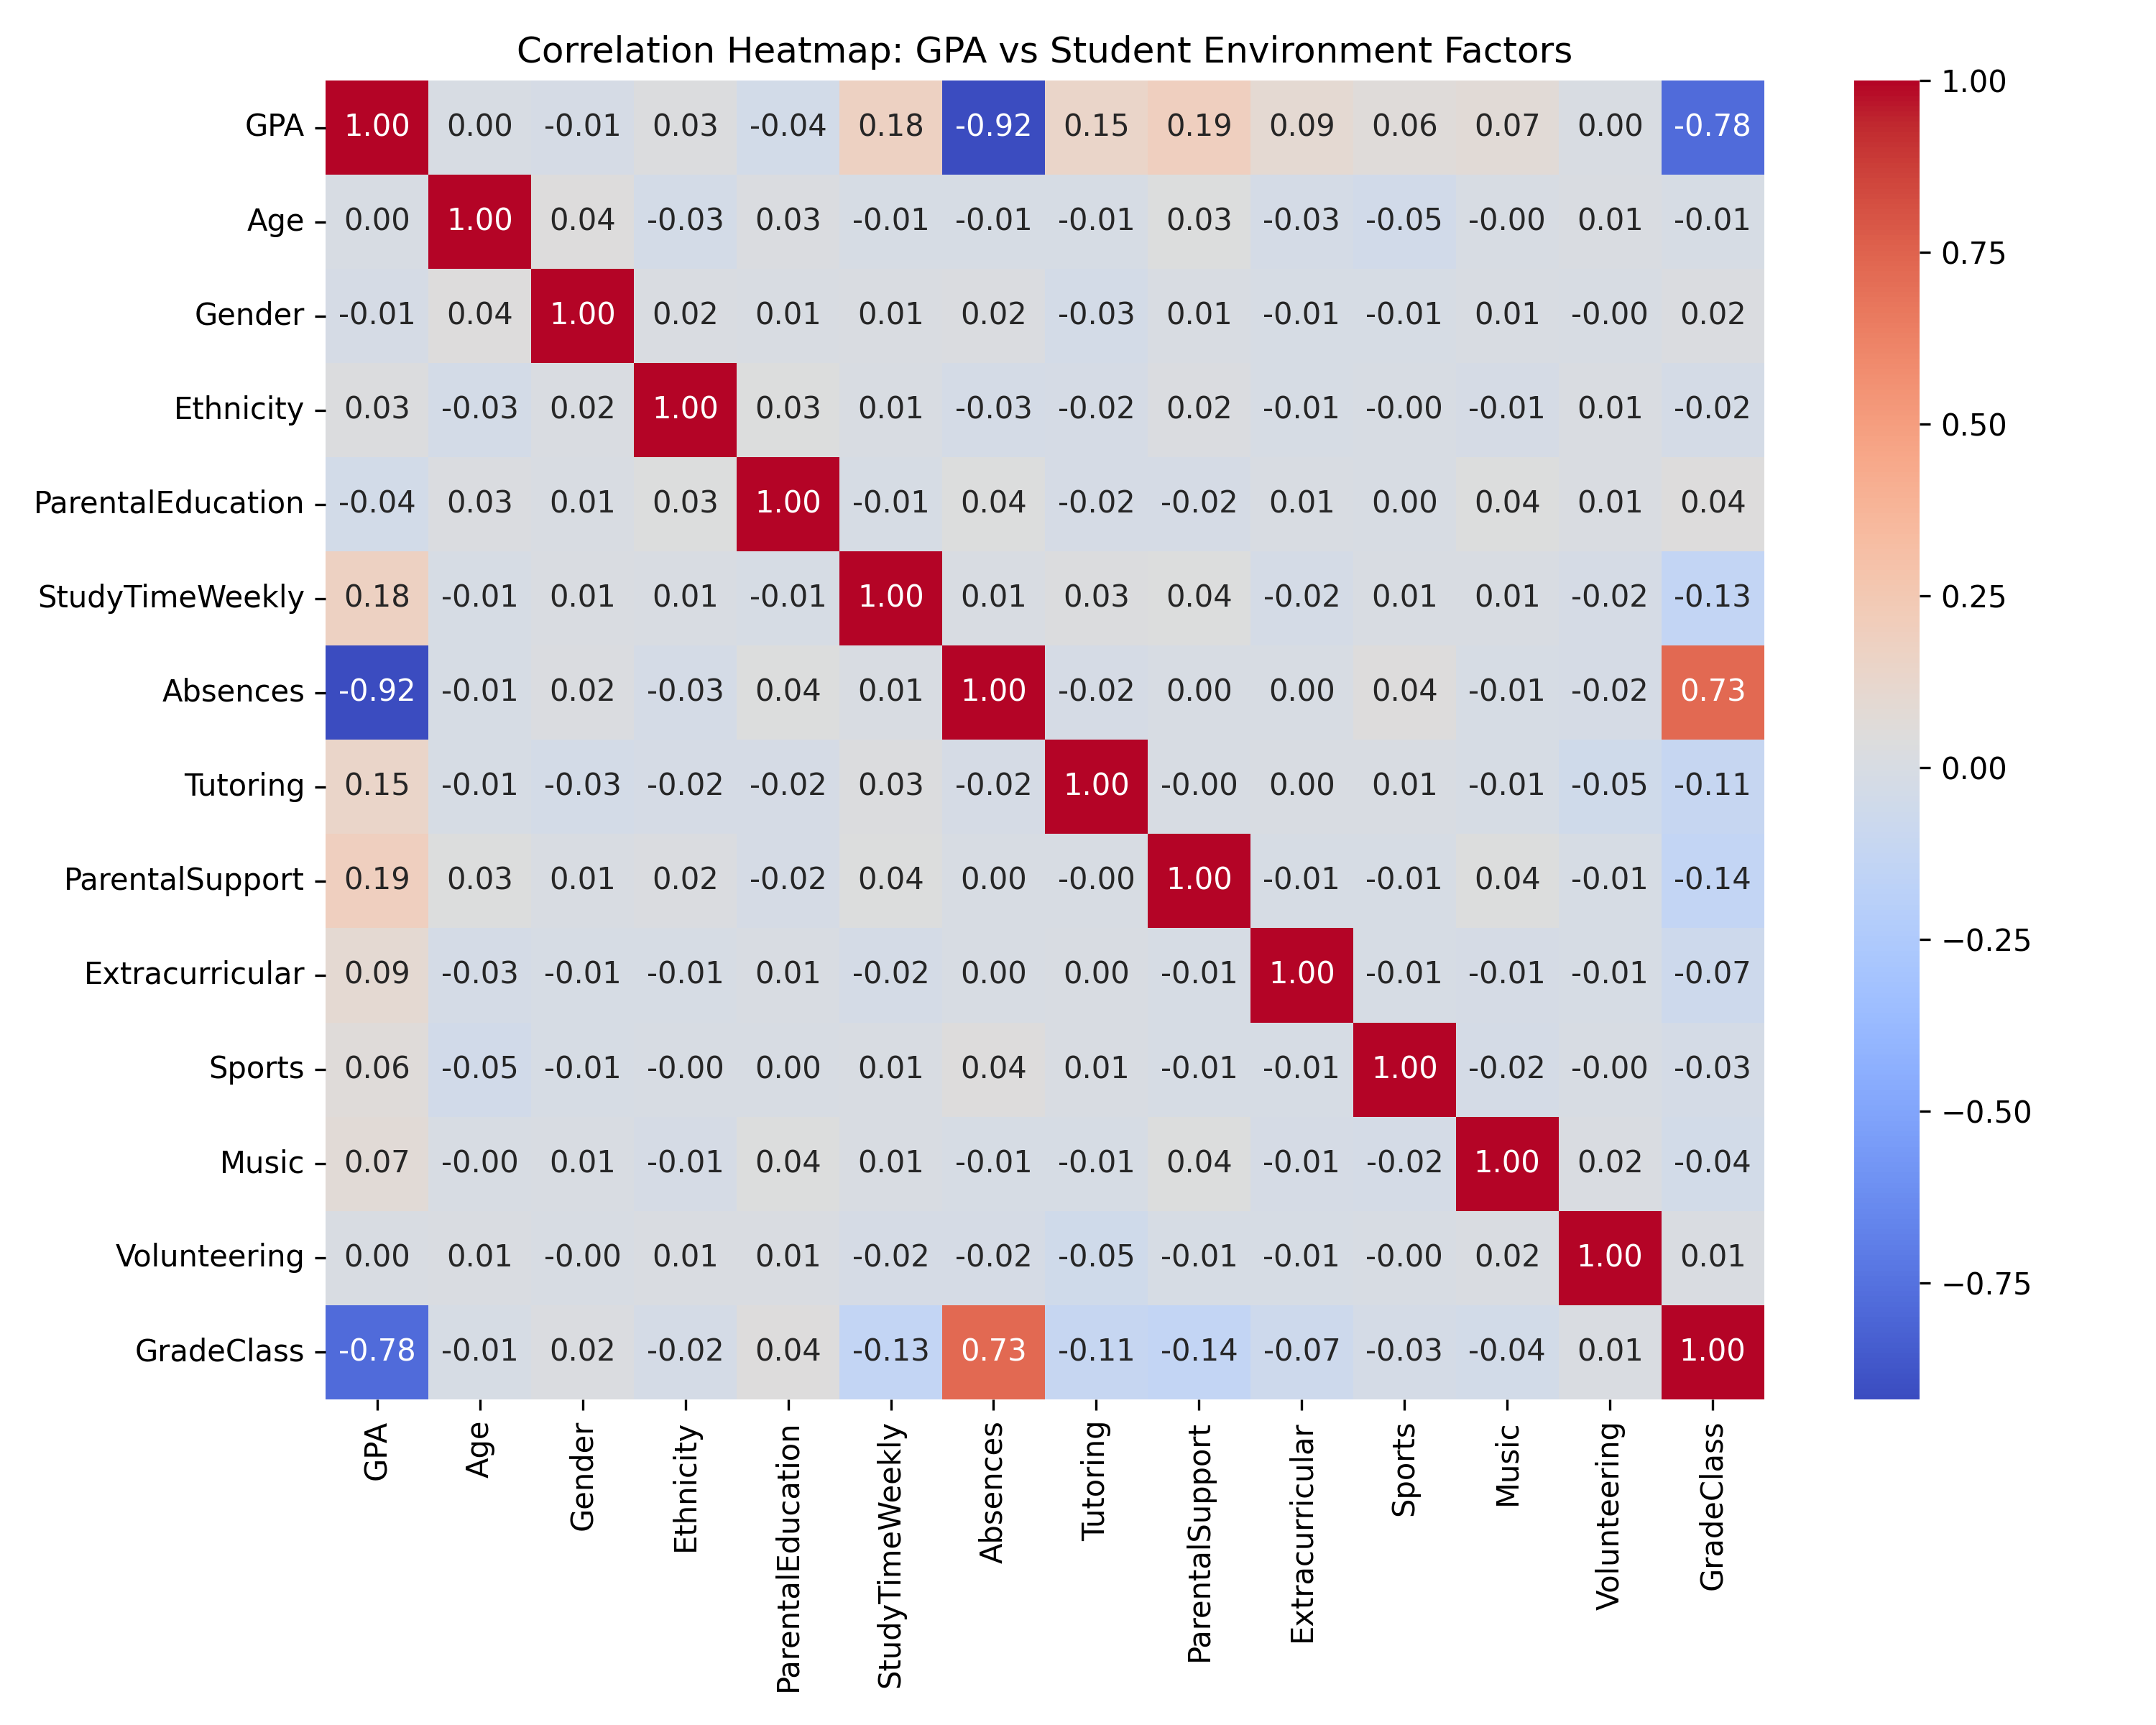 Correlation Heatmap: GPA vs Student Environment Factors
GPA 1.00 0.00 -0.01 0.03 -0.04 0.18 -0.92 0.15 0.19 0.09 0.06 0.07 0.00 -0.78
Age 0.00 1.00 0.04 -0.03 0.03 -0.01 -0.01 -0.01 0.03 -0.03 -0.05 -0.00 0.01 -0.01
Gender -0.01 0.04 1.00 0.02 0.01 0.01 0.02 -0.03 0.01 -0.01 -0.01 0.01 -0.00 0.02
Ethnicity 0.03 -0.03 0.02 1.00 0.03 0.01 -0.03 -0.02 0.02 -0.01 -0.00 -0.01 0.01 -0.02
ParentalEducation -0.04 0.03 0.01 0.03 1.00 -0.01 0.04 -0.02 -0.02 0.01 0.00 0.04 0.01 0.04
StudyTimeWeekly 0.18 -0.01 0.01 0.01 -0.01 1.00 0.01 0.03 0.04 -0.02 0.01 0.01 -0.02 -0.13
Absences -0.92 -0.01 0.02 -0.03 0.04 0.01 1.00 -0.02 0.00 0.00 0.04 -0.01 -0.02 0.73
Tutoring 0.15 -0.01 -0.03 -0.02 -0.02 0.03 -0.02 1.00 -0.00 0.00 0.01 -0.01 -0.05 -0.11
ParentalSupport 0.19 0.03 0.01 0.02 -0.02 0.04 0.00 -0.00 1.00 -0.01 -0.01 0.04 -0.01 -0.14
Extracurricular 0.09 -0.03 -0.01 -0.01 0.01 -0.02 0.00 0.00 -0.01 1.00 -0.01 -0.01 -0.01 -0.07
Sports 0.06 -0.05 -0.01 -0.00 0.00 0.01 0.04 0.01 -0.01 -0.01 1.00 -0.02 -0.00 -0.03
Music 0.07 -0.00 0.01 -0.01 0.04 0.01 -0.01 -0.01 0.04 -0.01 -0.02 1.00 0.02 -0.04
Volunteering 0.00 0.01 -0.00 0.01 0.01 -0.02 -0.02 -0.05 -0.01 -0.01 -0.00 0.02 1.00 0.01
GradeClass -0.78 -0.01 0.02 -0.02 0.04 -0.13 0.73 -0.11 -0.14 -0.07 -0.03 -0.04 0.01 1.00
GPA
Age
Gender
Ethnicity
ParentalEducation
StudyTimeWeekly
Absences
Tutoring
ParentalSupport
Extracurricular
Sports
Music
Volunteering
GradeClass
1.00
0.75
0.50
0.25
0.00
−0.25
−0.50
−0.75